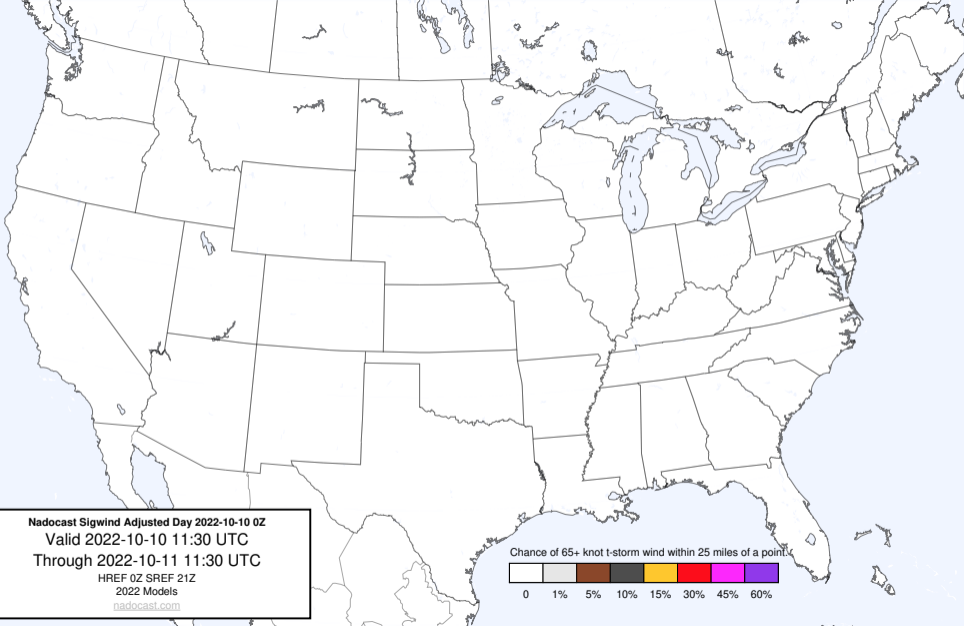 Nadocast Sigwind Adjusted Day 2022-10-10 0Z
Valid 2022-10-10 11:30 UTC
Through 2022-10-11 11:30 UTC
HREF 0Z SREF 21Z
2022 Models
nadocast.com
Chance of 65+ knot t-storm wind within 25 miles of a point.
0 1% 5% 10% 15% 30% 45% 60%